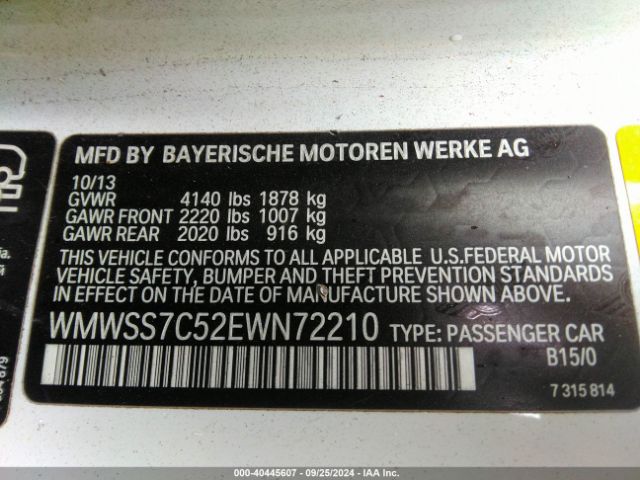 MFD BY BAYERISCHE MOTOREN WERKE AG
10/13
GVWR 4140 lbs 1878 kg
GAWR FRONT 2220 lbs 1007 kg
GAWR REAR 2020 lbs 916 kg
THIS VEHICLE CONFORMS TO ALL APPLICABLE U.S.FEDERAL MOTOR
VEHICLE SAFETY, BUMPER AND THEFT PREVENTION STANDARDS
IN EFFECT ON THE DATE OF MANUFACTURE SHOWN ABOVE.
WMWSS7C52EWN72210 TYPE: PASSENGER CAR
B15/0
7 315 814
000-40445607 - 09/25/2024 - IAA Inc.